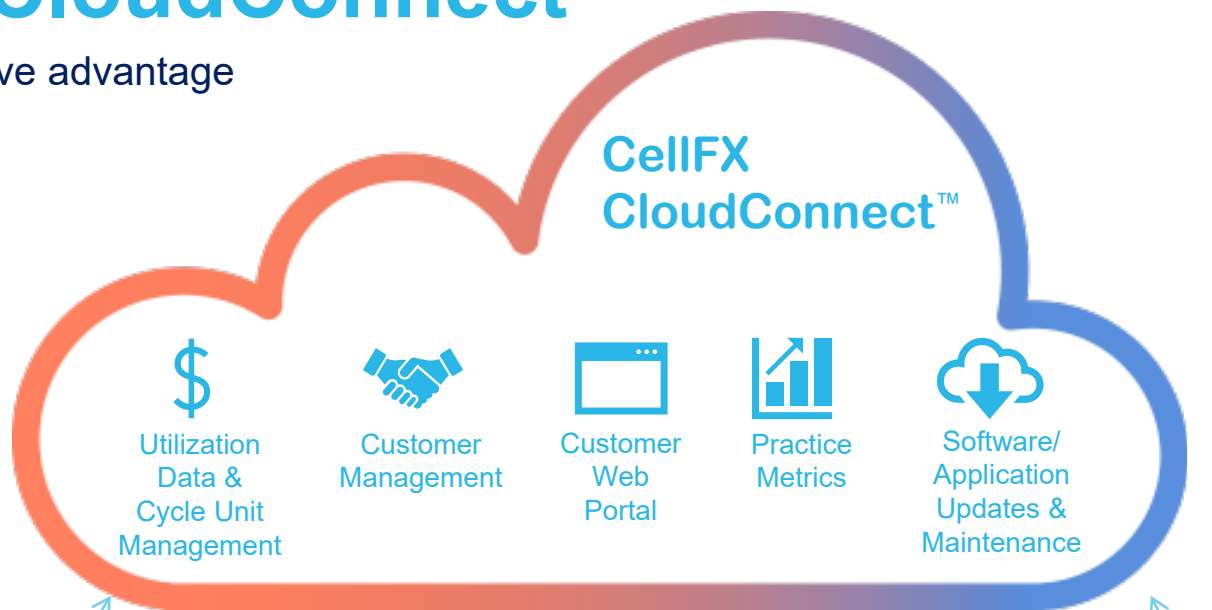 CloudConnect
ve advantage
CellFX
CloudConnect™
$
Utilization
Data &
Cycle Unit
Management
Customer
Management
Customer
Web
Portal
Practice
Metrics
Software/
Application
Updates &
Maintenance